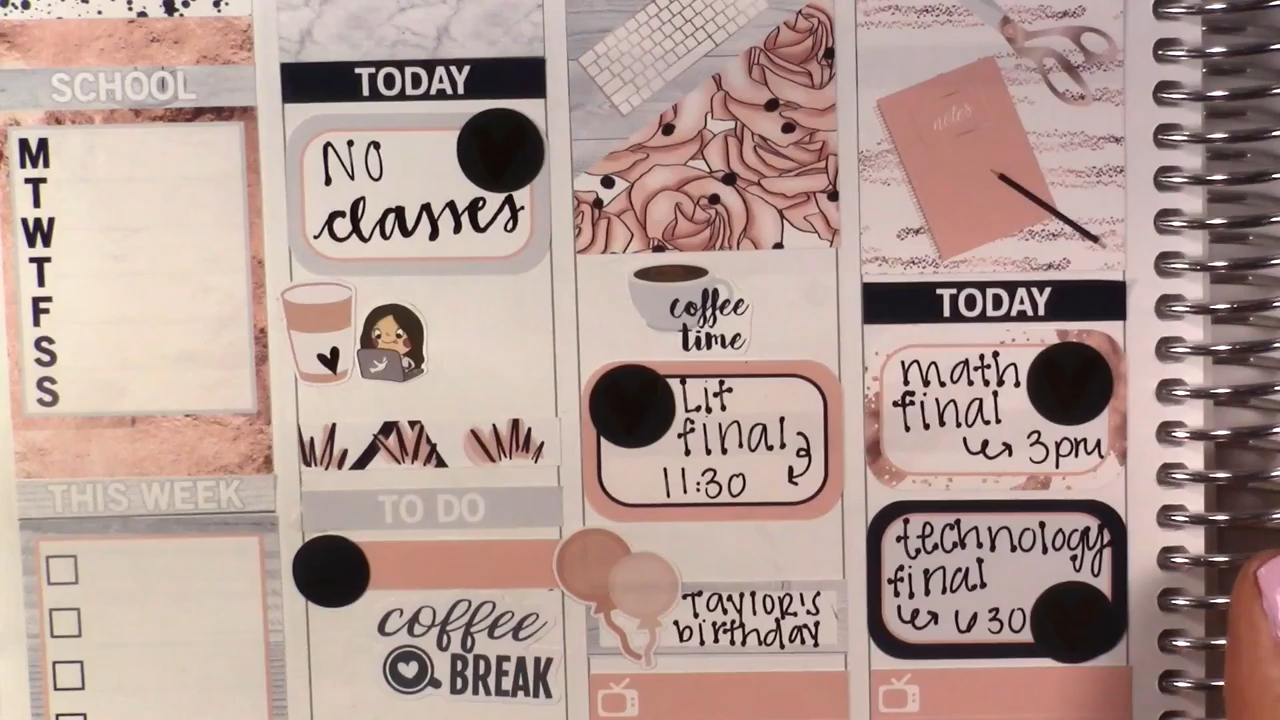 SCHOOL
M
T
W
T
F
S
S
THIS WEEK
TODAY
NO
classes
TO DO
coffee
BREAK
coffee
time
Lit
final
11:30
Taylor's
birthday
notes
TODAY
math
final
3pm
technology
final
630